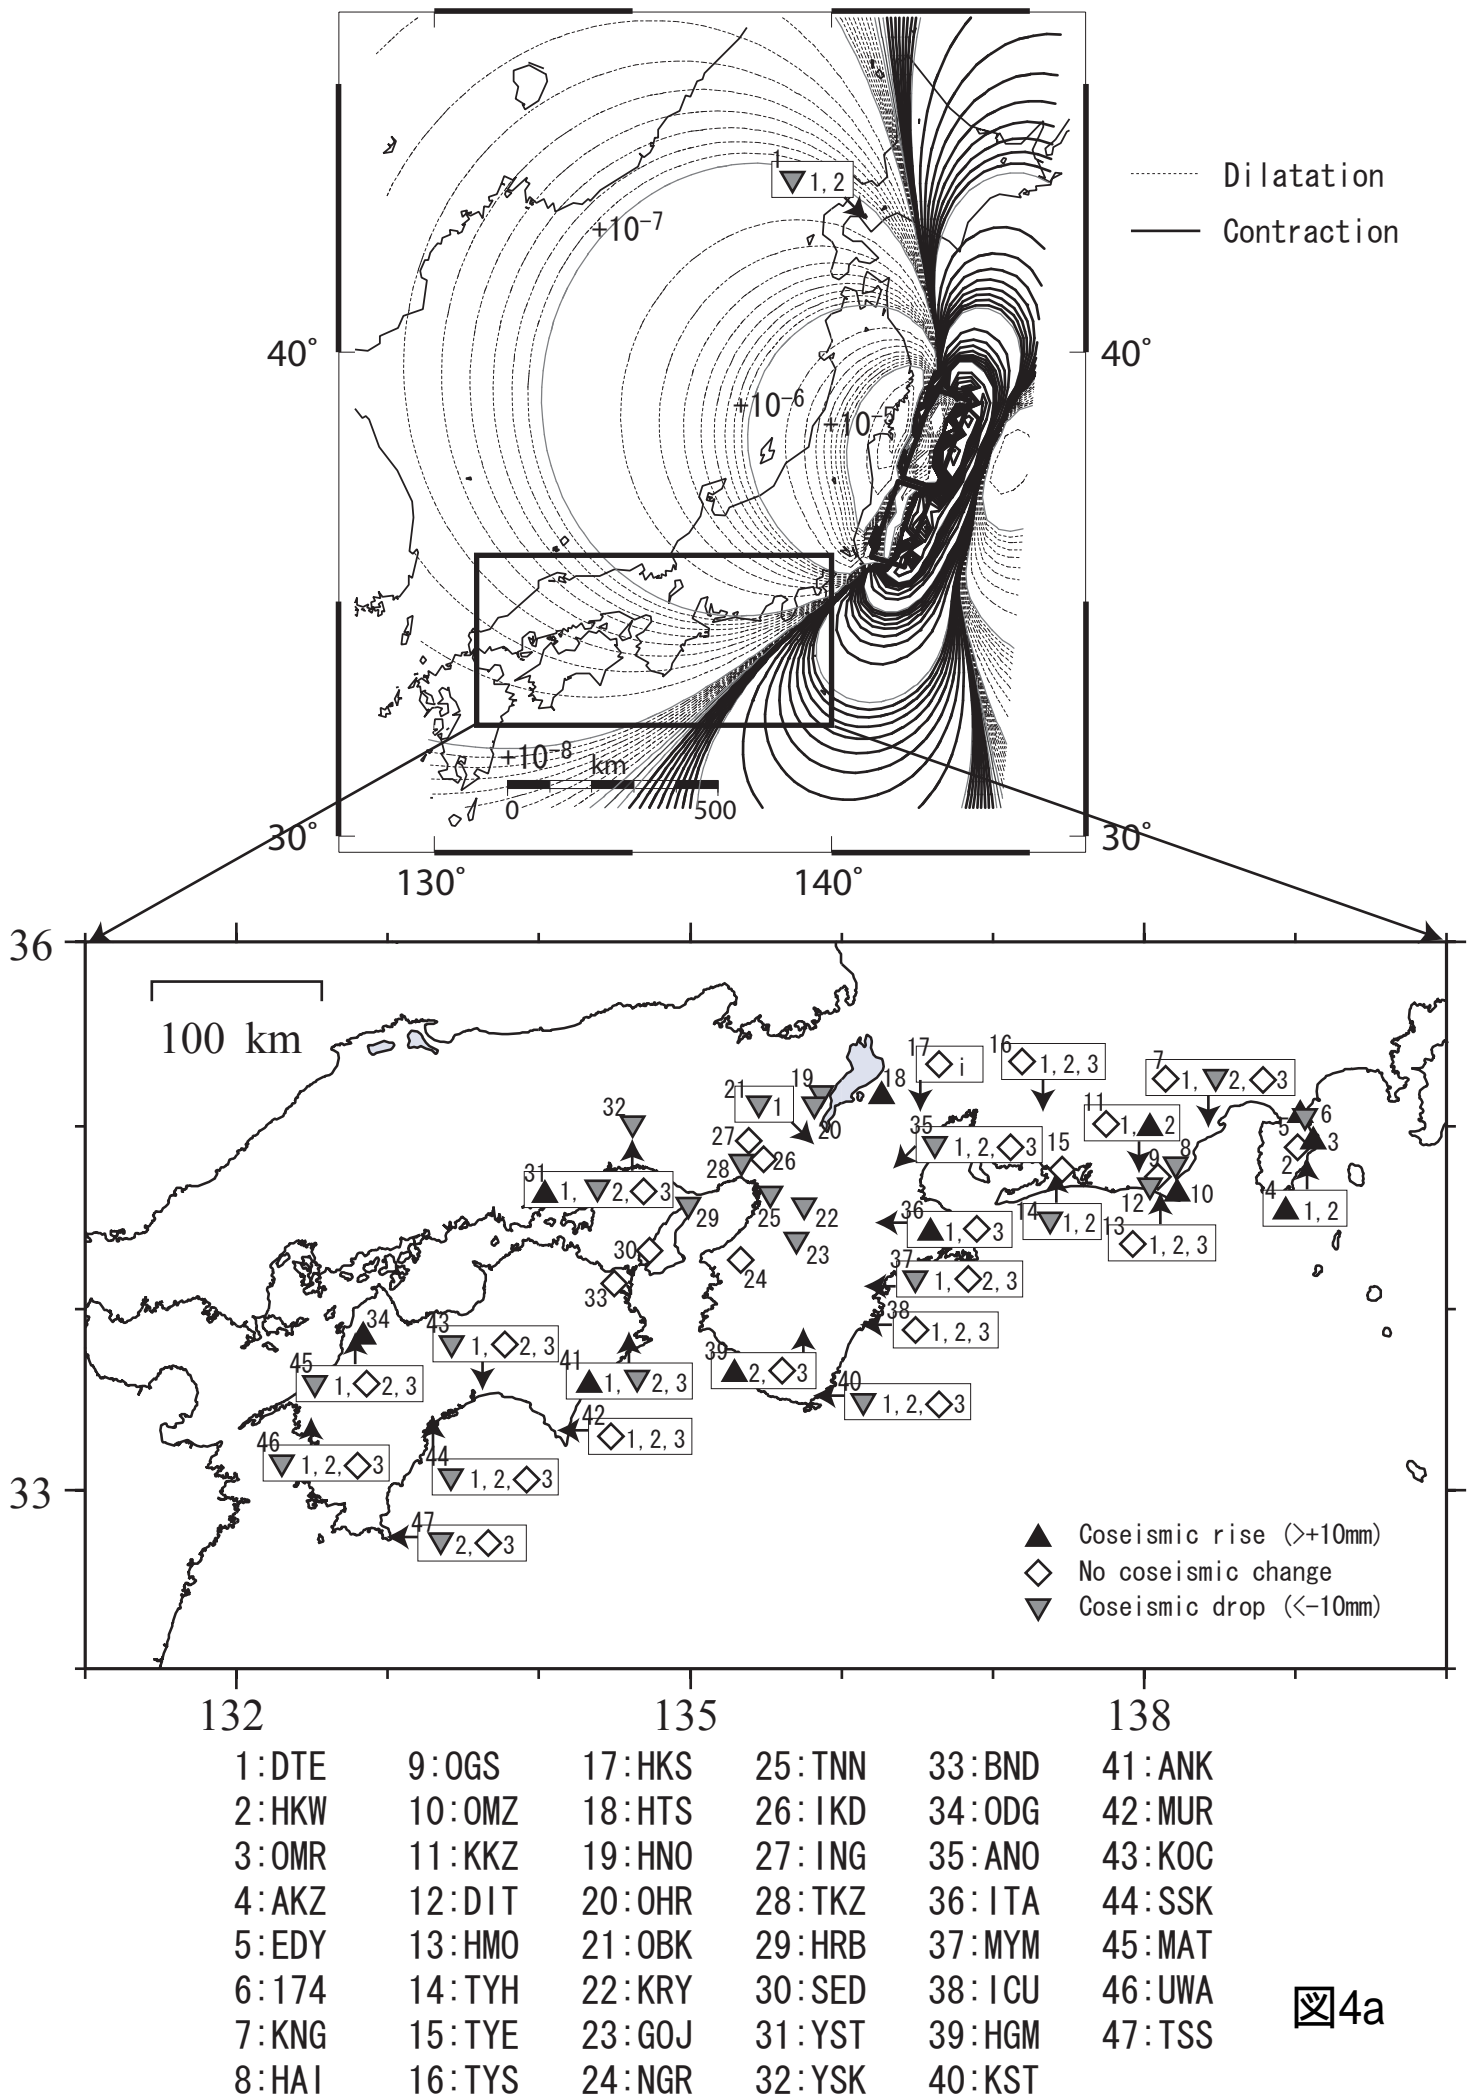 1
1, 2
Dilatation
Contraction
+10-7
40°
40°
+10-6
+10-5
+10-8
km
0
500
30°
30°
130°
140°
36
100 km
17
i
16
1, 2, 3
7
1, 2, 3
18
19
21
1
20
32
11
1, 2
6
5
3
2
35
1, 2, 3
15
8
9
27
26
28
31
1, 2, 3
10
12
4
1, 2
29
25
22
36
1, 3
14
1, 2
13
1, 2, 3
23
30
24
37
1, 2, 3
33
34
38
1, 2, 3
43
1, 2, 3
45
1, 2, 3
41
1, 2, 3
39
2, 3
40
1, 2, 3
42
1, 2, 3
46
1, 2, 3
44
1, 2, 3
33
47
2, 3
Coseismic rise (>+10mm)
No coseismic change
Coseismic drop (<-10mm)
132
135
138
1:DTE 9:OGS 17:HKS 25:TNN 33:BND 41:ANK
2:HKW 10:OMZ 18:HTS 26:IKD 34:ODG 42:MUR
3:OMR 11:KKZ 19:HNO 27:ING 35:ANO 43:KOC
4:AKZ 12:DIT 20:OHR 28:TKZ 36:ITA 44:SSK
5:EDY 13:HMO 21:OBK 29:HRB 37:MYM 45:MAT
6:174 14:TYH 22:KRY 30:SED 38:ICU 46:UWA
7:KNG 15:TYE 23:GOJ 31:YST 39:HGM 47:TSS
8:HAI 16:TYS 24:NGR 32:YSK 40:KST
図4a